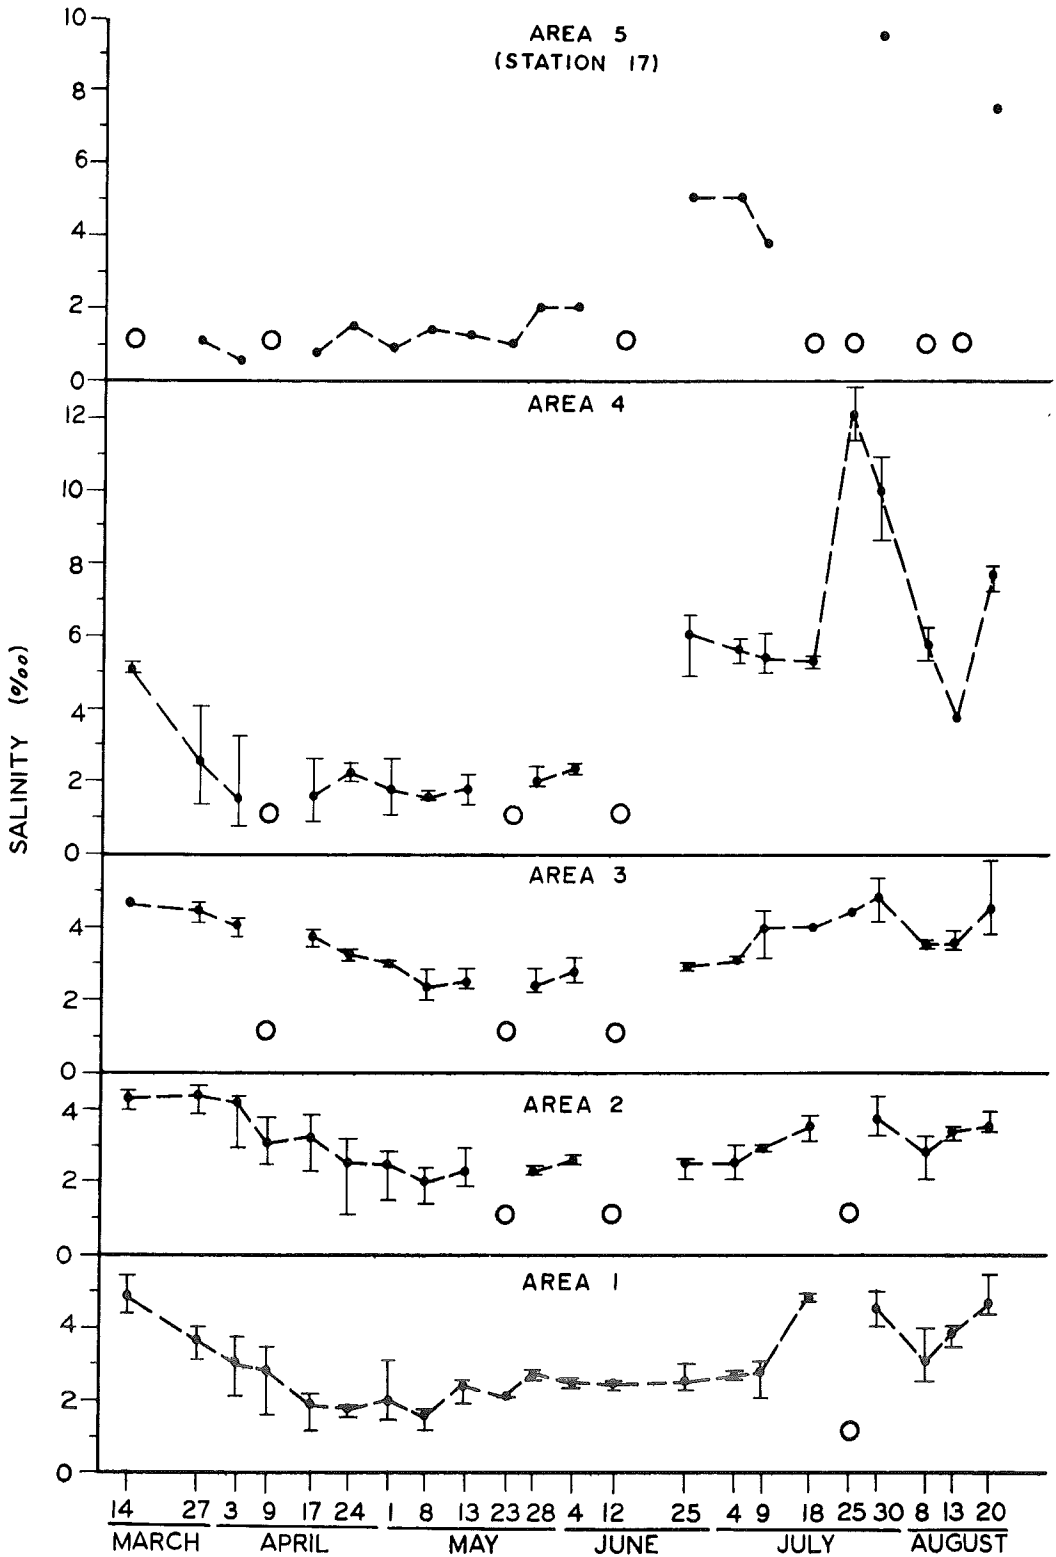 AREA 5
(STATION 17)
10
8
6
4
2
0
AREA 4
12
10
8
6
4
2
0
AREA 3
4
2
0
AREA 2
4
2
0
AREA 1
4
2
0
SALINITY (‰)
14 27 3 9 17 24 1 8 13 23 28 4 12 25 4 9 18 25 30 8 13 20
MARCH APRIL MAY JUNE JULY AUGUST